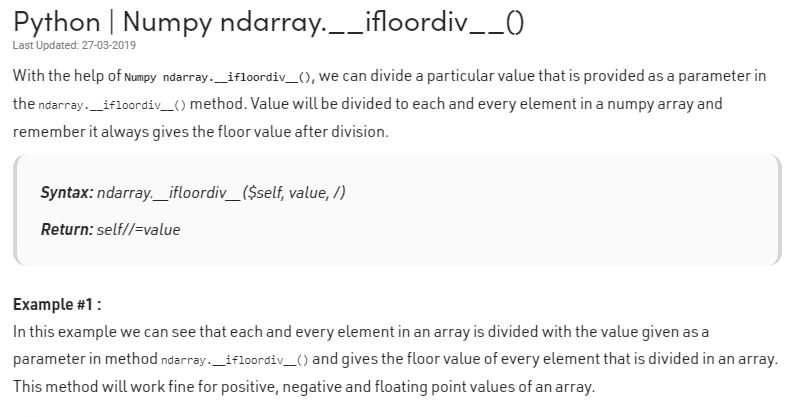 Python | Numpy ndarray.__ifloordiv__()
Last Updated: 27-03-2019
With the help of Numpy ndarray.__ifloordiv__(), we can divide a particular value that is provided as a parameter in
the ndarray.__ifloordiv__() method. Value will be divided to each and every element in a numpy array and
remember it always gives the floor value after division.
Syntax: ndarray.__ifloordiv__($self, value, /)
Return: self//=value
Example #1 :
In this example we can see that each and every element in an array is divided with the value given as a
parameter in method ndarray.__ifloordiv__() and gives the floor value of every element that is divided in an array.
This method will work fine for positive, negative and floating point values of an array.